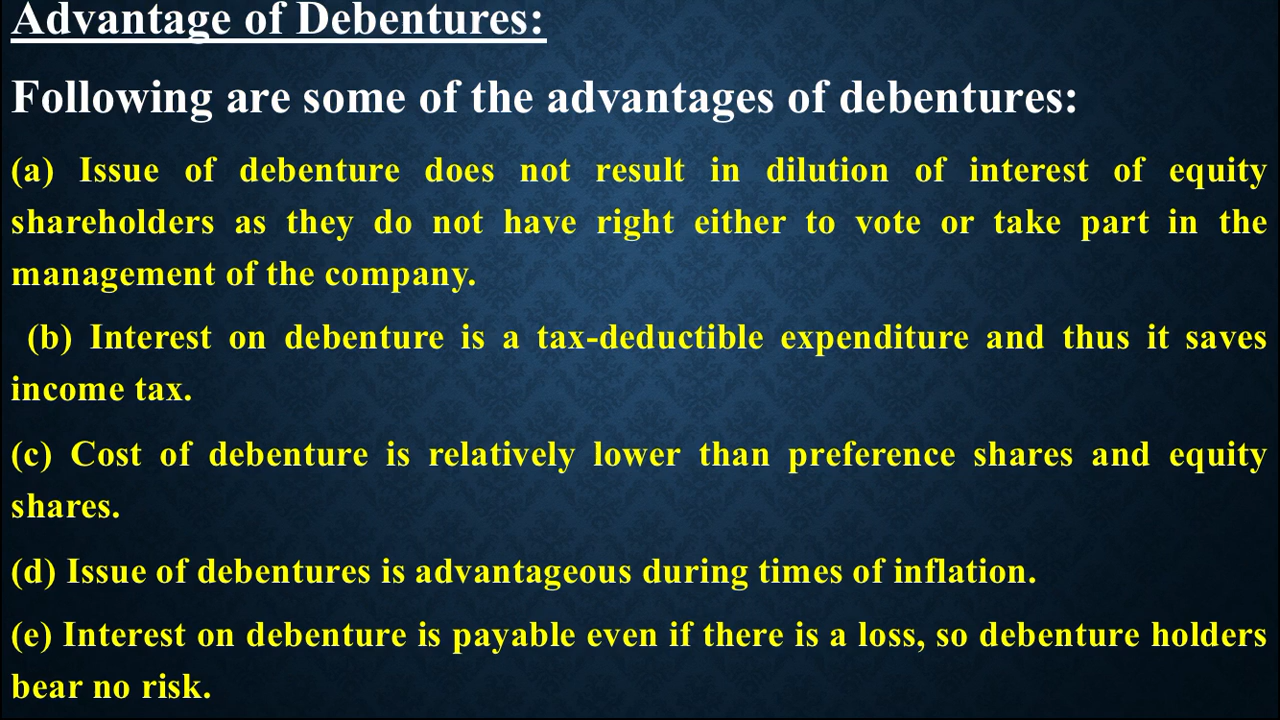 Advantage of Debentures:
Following are some of the advantages of debentures:
(a) Issue of debenture does not result in dilution of interest of equity
shareholders as they do not have right either to vote or take part in the
management of the company.
(b) Interest on debenture is a tax-deductible expenditure and thus it saves
income tax.
(c) Cost of debenture is relatively lower than preference shares and equity
shares.
(d) Issue of debentures is advantageous during times of inflation.
(e) Interest on debenture is payable even if there is a loss, so debenture holders
bear no risk.